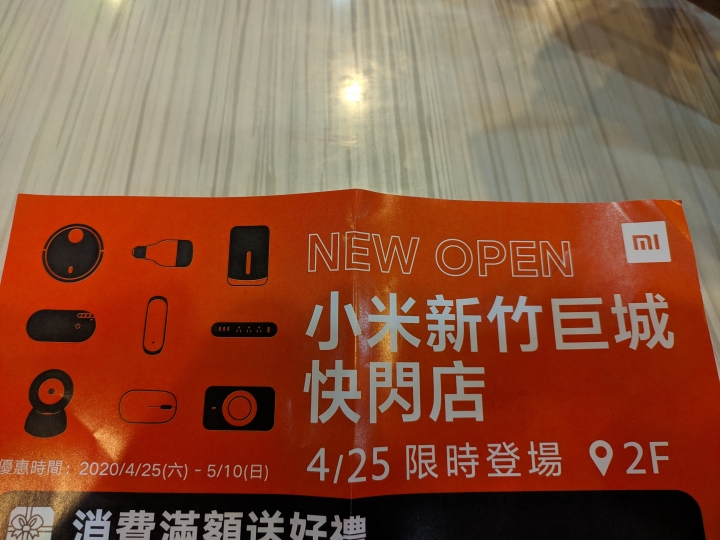 NEW OPEN
mi
小米新竹巨城
快閃店
4/25 限時登場 2F
優惠時間：2020/4/25(六) - 5/10(日)
消費滿額送好禮